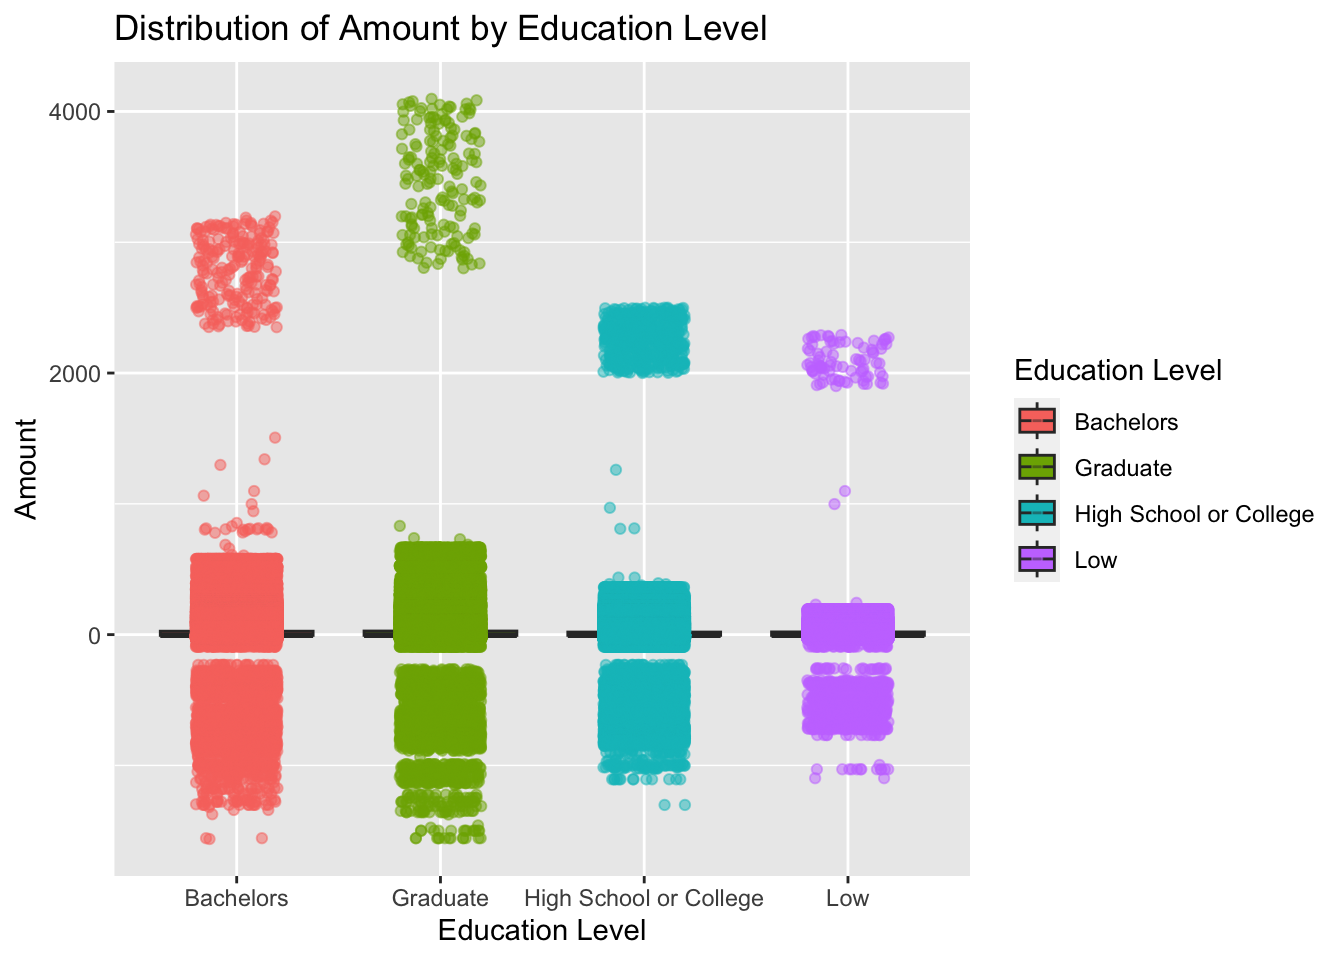 Distribution of Amount by Education Level
4000
2000
0
Amount
Bachelors
Graduate
High School or College
Low
Education Level
Education Level
Bachelors
Graduate
High School or College
Low